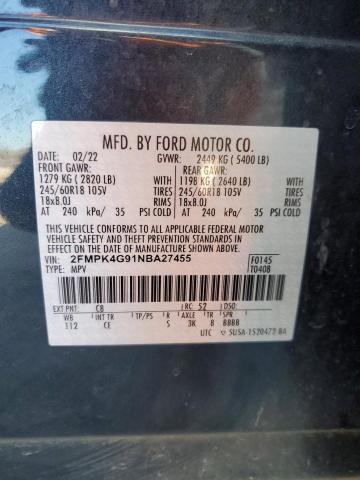 MFD. BY FORD MOTOR CO.
DATE: 02/22 GVWR: 2449 KG ( 5400 LB)
FRONT GAWR: REAR GAWR:
1279 KG ( 2820 LB) WITH 1198 KG ( 2640 LB) WITH
245/60R18 105V TIRES 245/60R18 105V TIRES
18x8.0J RIMS 18x8.0J RIMS
AT 240 kPa/ 35 PSI COLD AT 240 kPa/ 35 PSI COLD
THIS VEHICLE CONFORMS TO ALL APPLICABLE FEDERAL MOTOR
VEHICLE SAFETY AND THEFT PREVENTION STANDARDS IN
EFFECT ON THE DATE OF MANUFACTURE SHOWN ABOVE.
VIN: 2FMPK4G91NBA27455 F0145
TYPE: MPV T0408
EXT PNT: C8 RC: 52 DSO:
WB INT TR TP/PS R AXLE TR SPR
112 CE S 3K 8 BBBB
UTC